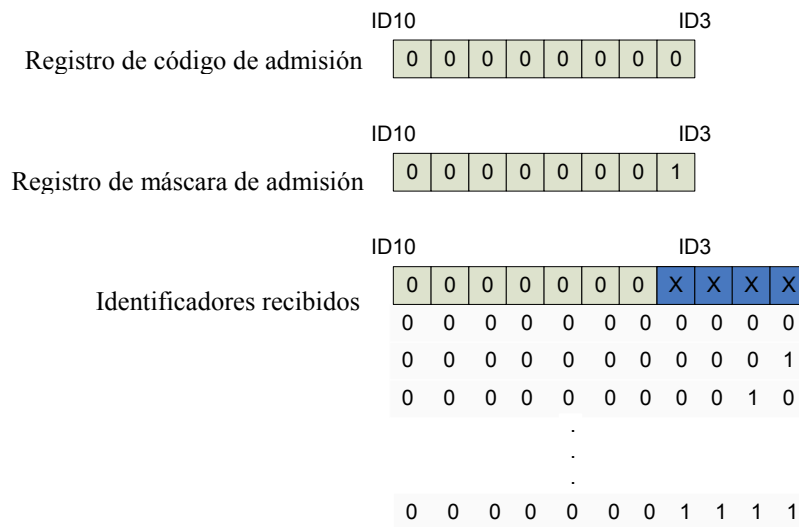 ID10 ID3
Registro de código de admisión 0 0 0 0 0 0 0 0
ID10 ID3
Registro de máscara de admisión 0 0 0 0 0 0 0 1
ID10 ID3
Identificadores recibidos 0 0 0 0 0 0 0 X X X X
0 0 0 0 0 0 0 0 0 0 0
0 0 0 0 0 0 0 0 0 0 1
0 0 0 0 0 0 0 0 0 1 0
.
.
.
0 0 0 0 0 0 0 1 1 1 1